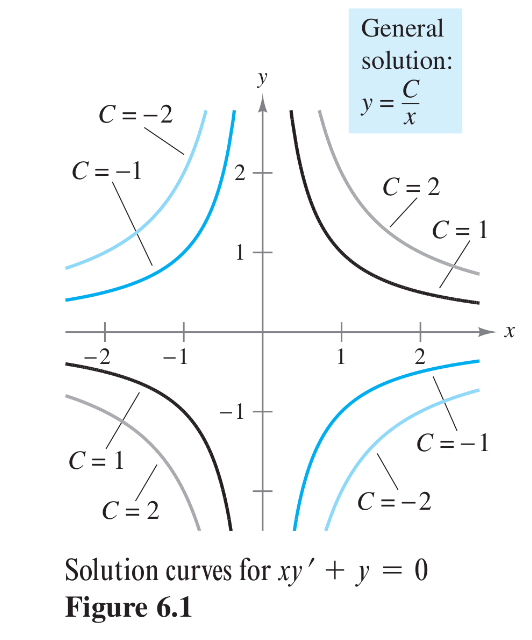 General
solution:
y = C/x
y
C = −2
C = −1
2
C = 2
C = 1
1
x
−2
−1
1
2
−1
C = 1
C = −1
C = 2
C = −2
Solution curves for xy′ + y = 0
Figure 6.1